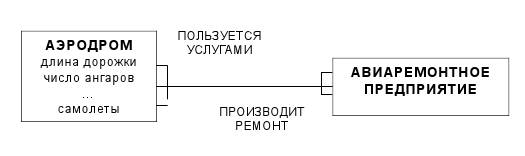 АЭРОДРОМ
длина дорожки
число ангаров
...
самолеты
ПОЛЬЗУЕТСЯ
УСЛУГАМИ
ПРОИЗВОДИТ
РЕМОНТ
АВИАРЕМОНТНОЕ
ПРЕДПРИЯТИЕ